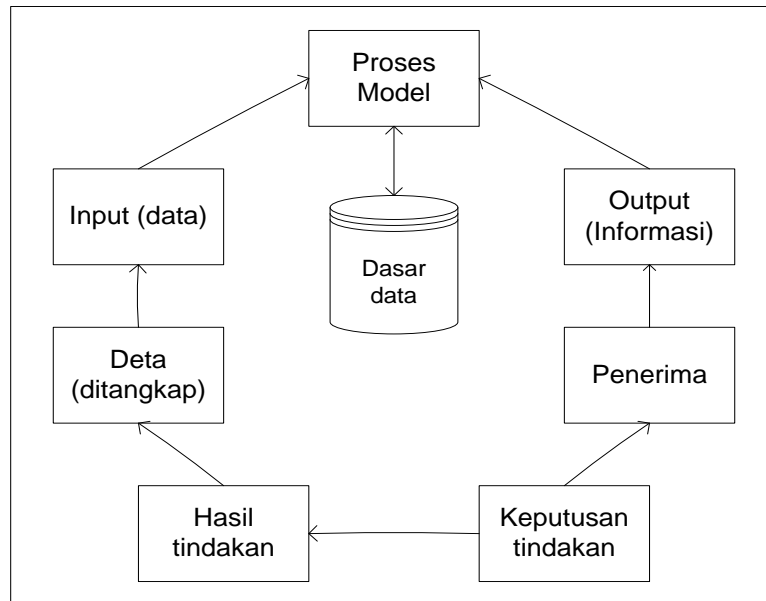 Proses
Model
Input (data)
Output
(Informasi)
Dasar
data
Deta
(ditangkap)
Penerima
Hasil
tindakan
Keputusan
tindakan